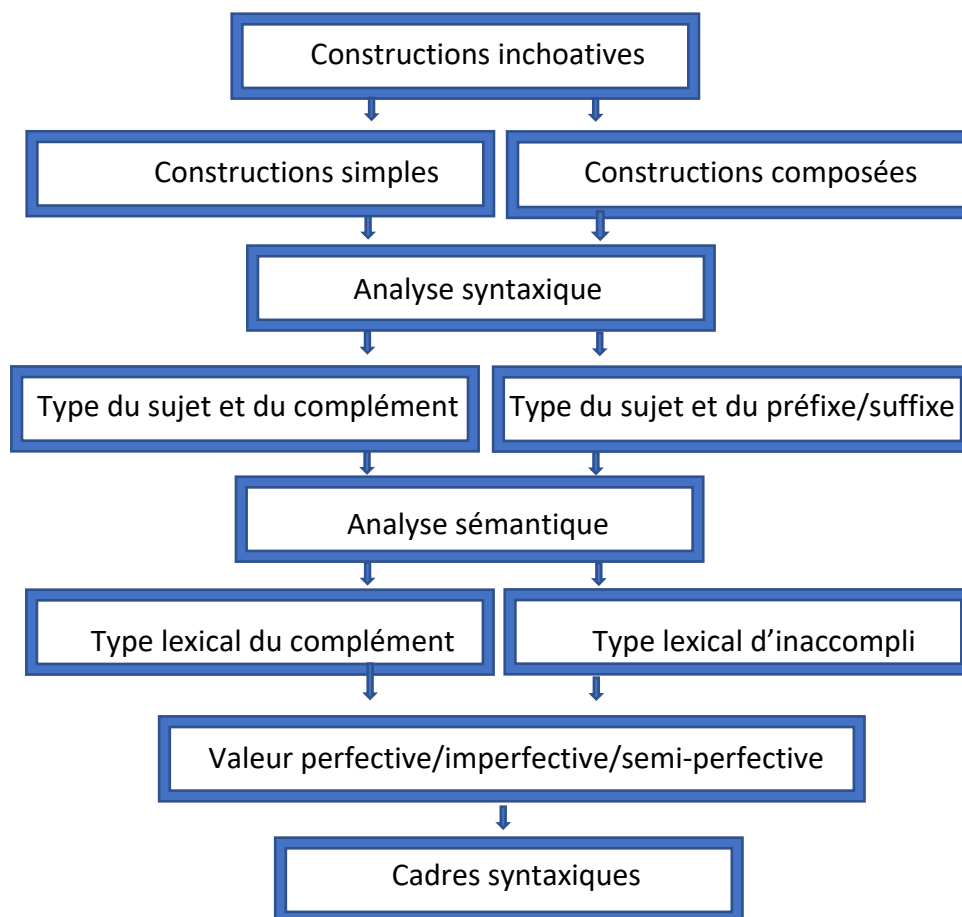 Constructions inchoatives
Constructions simples
Constructions composées
Analyse syntaxique
Type du sujet et du complément
Type du sujet et du préfixe/suffixe
Analyse sémantique
Type lexical du complément
Type lexical d’inaccompli
Valeur perfective/imperfective/semi-perfective
Cadres syntaxiques